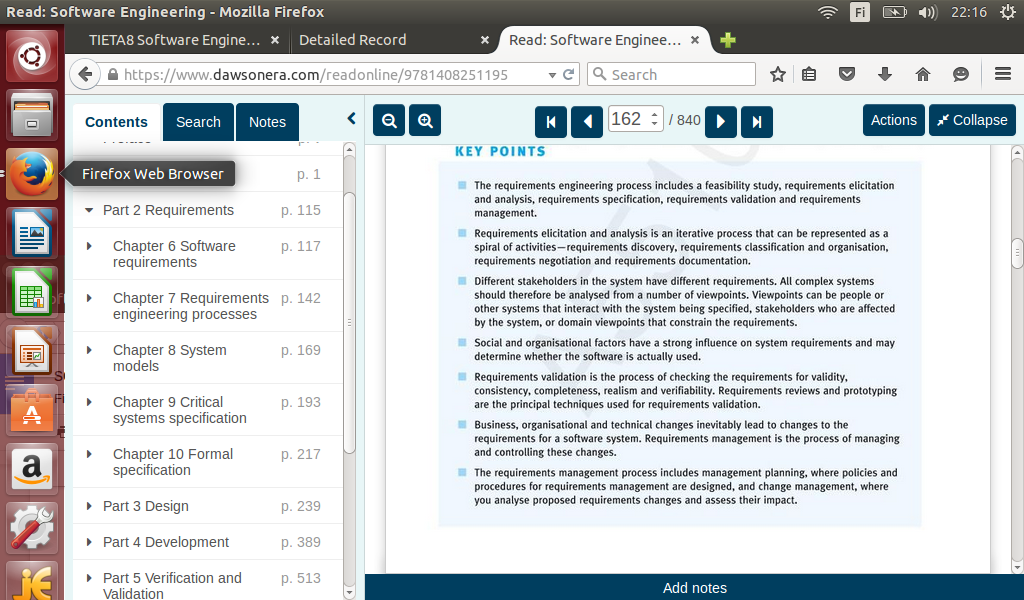 Read: Software Engineering - Mozilla Firefox
Fi
22:16
TIETA8 Software Engine...
Detailed Record
Read: Software Enginee...
https://www.dawsonera.com/readonline/9781408251195
Search
Contents
Search
Notes
162
/ 840
Actions
Collapse
Firefox Web Browser
p. 1
Part 2 Requirements p. 115
Chapter 6 Software p. 117
requirements
Chapter 7 Requirements p. 142
engineering processes
Chapter 8 System p. 169
models
Chapter 9 Critical p. 193
systems specification
Chapter 10 Formal p. 217
specification
Part 3 Design p. 239
Part 4 Development p. 389
Part 5 Verification and p. 513
Validation
KEY POINTS
The requirements engineering process includes a feasibility study, requirements elicitation
and analysis, requirements specification, requirements validation and requirements
management.
Requirements elicitation and analysis is an iterative process that can be represented as a
spiral of activities—requirements discovery, requirements classification and organisation,
requirements negotiation and requirements documentation.
Different stakeholders in the system have different requirements. All complex systems
should therefore be analysed from a number of viewpoints. Viewpoints can be people or
other systems that interact with the system being specified, stakeholders who are affected
by the system, or domain viewpoints that constrain the requirements.
Social and organisational factors have a strong influence on system requirements and may
determine whether the software is actually used.
Requirements validation is the process of checking the requirements for validity,
consistency, completeness, realism and verifiability. Requirements reviews and prototyping
are the principal techniques used for requirements validation.
Business, organisational and technical changes inevitably lead to changes to the
requirements for a software system. Requirements management is the process of managing
and controlling these changes.
The requirements management process includes management planning, where policies and
procedures for requirements management are designed, and change management, where
you analyse proposed requirements changes and assess their impact.
Add notes